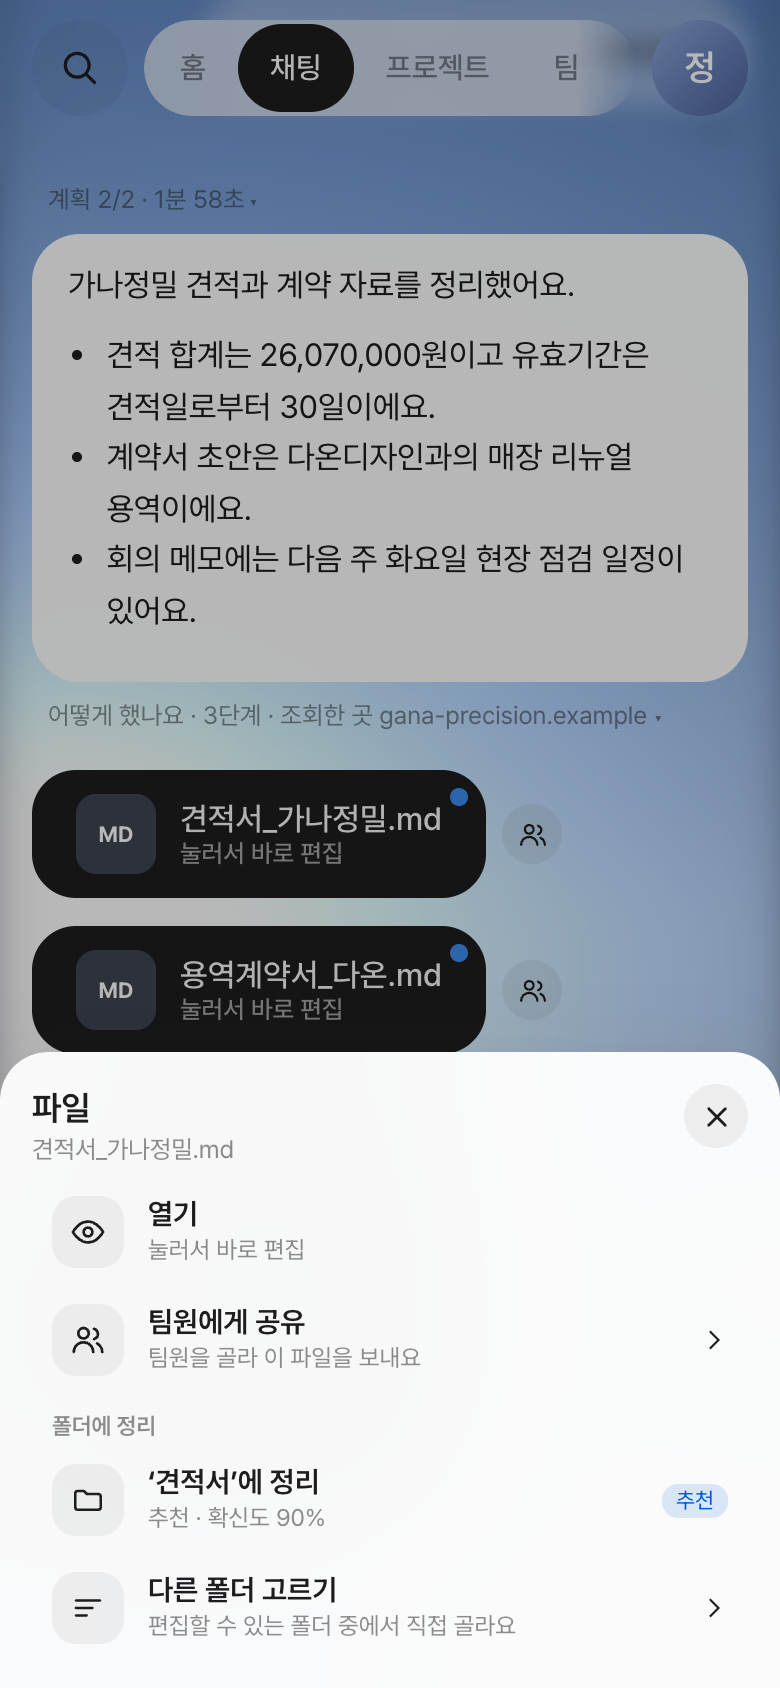 홈
채팅
프로젝트
팀
정
계획 2/2 · 1분 58초
가나정밀 견적과 계약 자료를 정리했어요.
• 견적 합계는 26,070,000원이고 유효기간은
견적일로부터 30일이에요.
• 계약서 초안은 다온디자인과의 매장 리뉴얼
용역이에요.
• 회의 메모에는 다음 주 화요일 현장 점검 일정이
있어요.
어떻게 했나요 · 3단계 · 조회한 곳 gana-precision.example
MD
견적서_가나정밀.md
눌러서 바로 편집
MD
용역계약서_다온.md
눌러서 바로 편집
파일
견적서_가나정밀.md
열기
눌러서 바로 편집
팀원에게 공유
팀원을 골라 이 파일을 보내요
폴더에 정리
‘견적서’에 정리
추천 · 확신도 90%
추천
다른 폴더 고르기
편집할 수 있는 폴더 중에서 직접 골라요